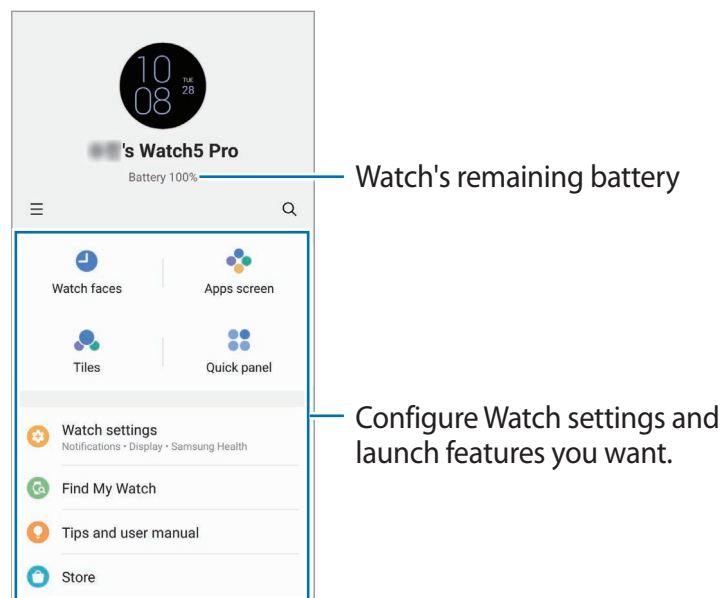 10
08
TUE
28
's Watch5 Pro
Battery 100%
Watch's remaining battery
Watch faces
Apps screen
Tiles
Quick panel
Watch settings
Notifications • Display • Samsung Health
Configure Watch settings and
launch features you want.
Find My Watch
Tips and user manual
Store